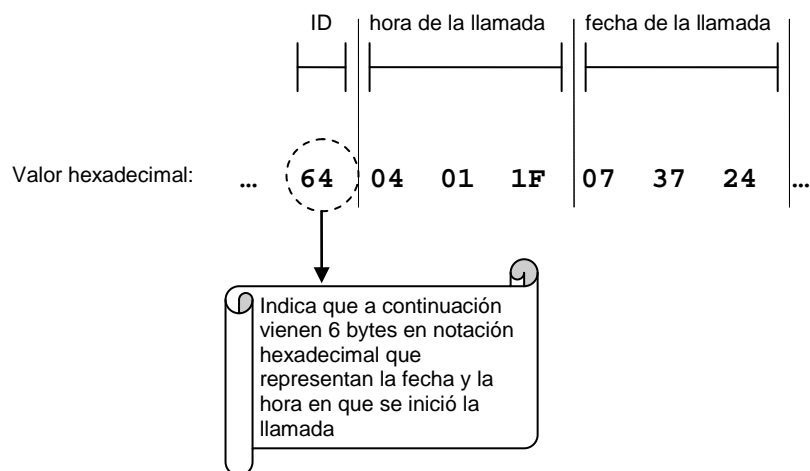 ID hora de la llamada fecha de la llamada
Valor hexadecimal: … 64 04 01 1F 07 37 24 …
Indica que a continuación
vienen 6 bytes en notación
hexadecimal que
representan la fecha y la
hora en que se inició la
llamada